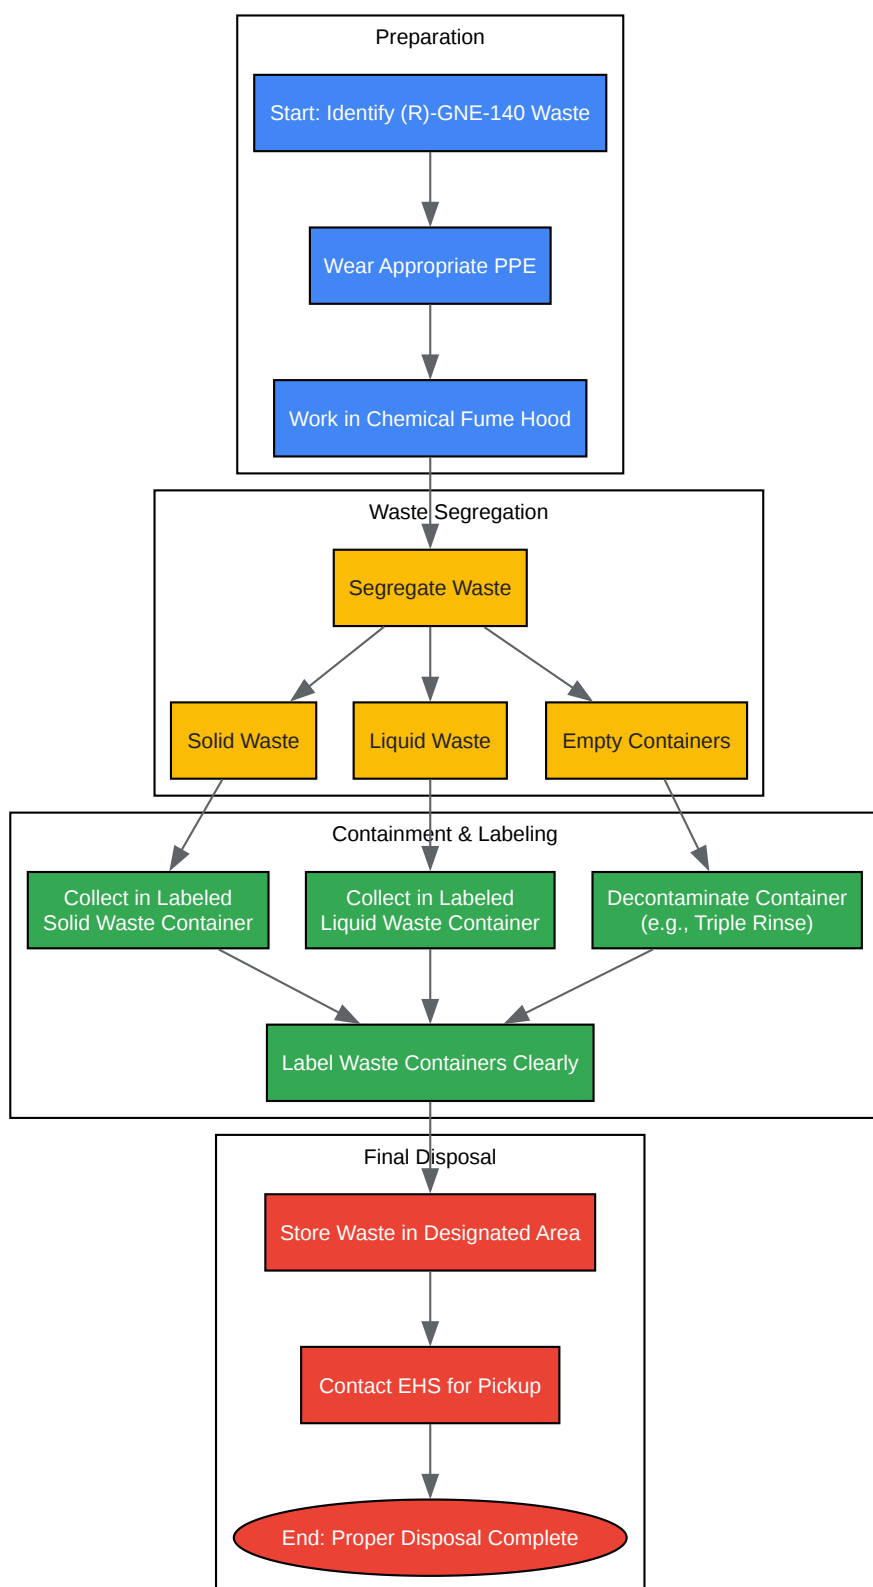 Preparation
Start: Identify (R)-GNE-140 Waste
Wear Appropriate PPE
Work in Chemical Fume Hood
Waste Segregation
Segregate Waste
Solid Waste
Liquid Waste
Empty Containers
Containment & Labeling
Collect in Labeled
Solid Waste Container
Collect in Labeled
Liquid Waste Container
Decontaminate Container
(e.g., Triple Rinse)
Label Waste Containers Clearly
Final Disposal
Store Waste in Designated Area
Contact EHS for Pickup
End: Proper Disposal Complete